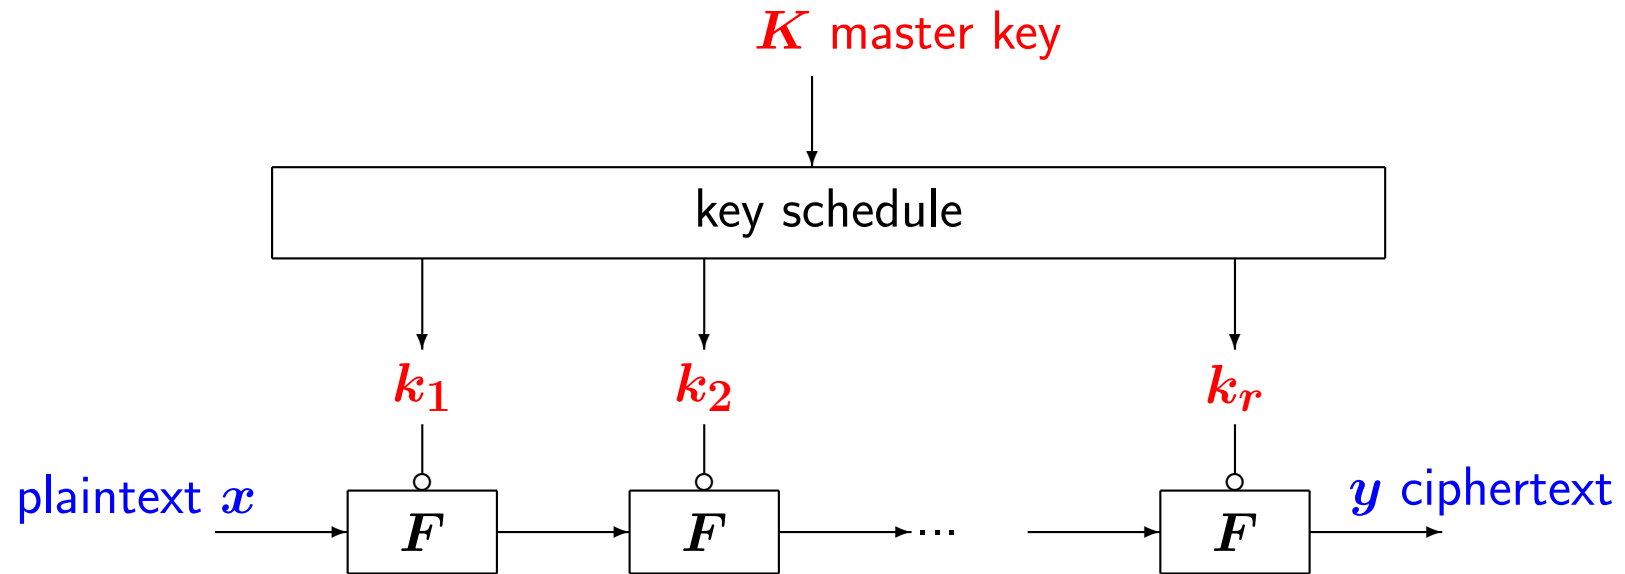 K master key
key schedule
k₁ k₂ kᵣ
plaintext x y ciphertext
F F ... F